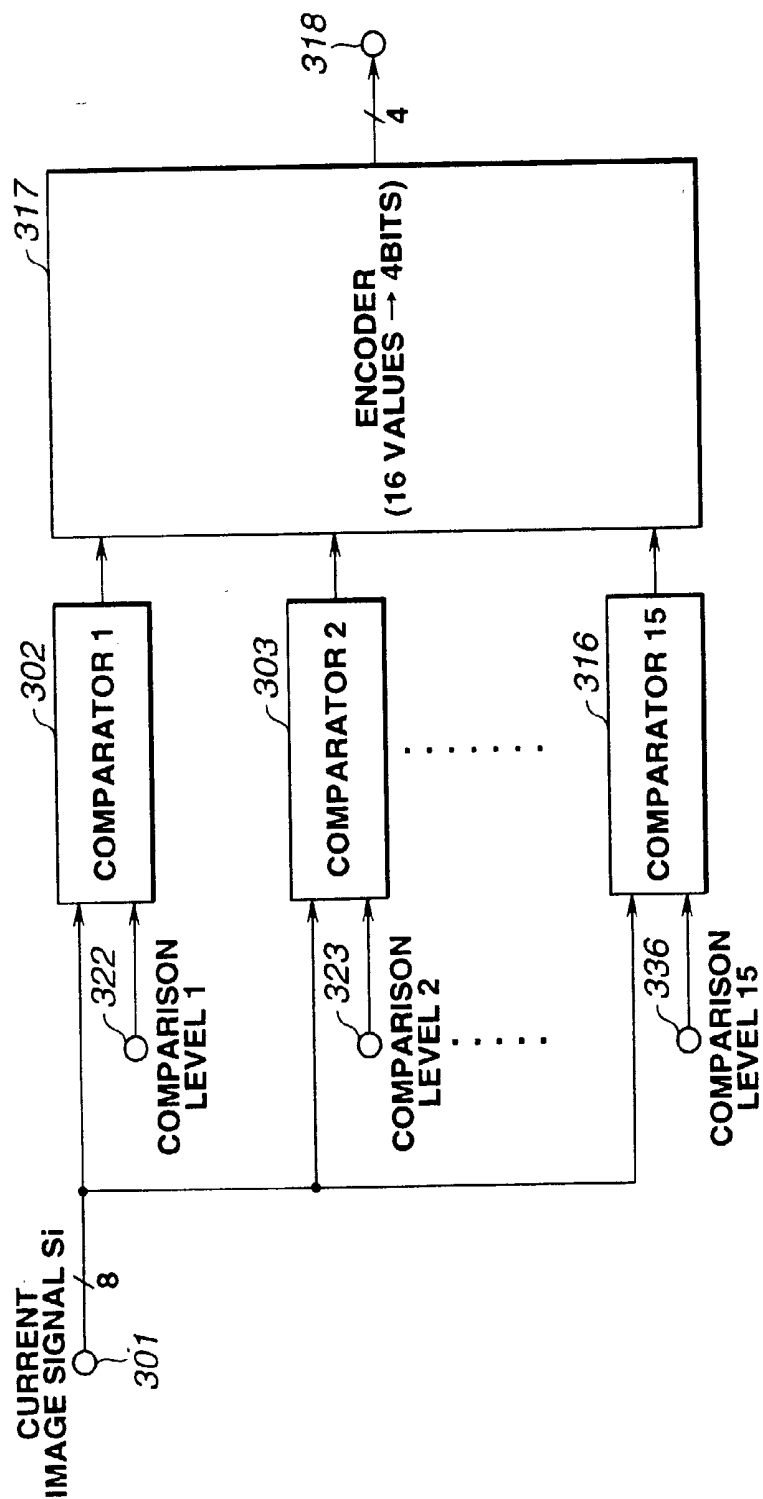 CURRENT
IMAGE SIGNAL Si
8
301
322
COMPARISON
LEVEL 1
302
COMPARATOR 1
323
COMPARISON
LEVEL 2
303
COMPARATOR 2
336
COMPARISON
LEVEL 15
316
COMPARATOR 15
317
ENCODER
(16 VALUES → 4BITS)
4
318